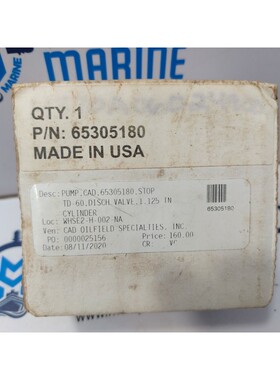 MARINE
QTY. 1
P/N: 65305180
MADE IN USA
Desc: PUMP,CAD,65305180,STOP
TD-60,DISCH.VALVE,1.125 IN
CYLINDER
Loc: WHSE2-H-002-NA
Ven: CAD OILFIELD SPECIALTIES, INC.
PO: 0000025156 Price: 160.00
Date: 08/11/2020 CR
65305180